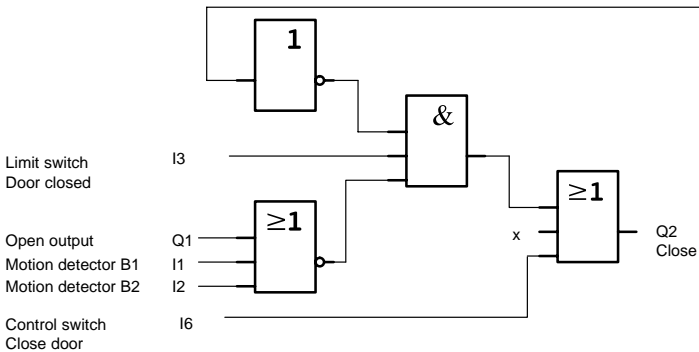 1
&
Limit switch I3
Door closed
≥1
≥1
Open output Q1
x
Q2
Motion detector B1 I1
Close
Motion detector B2 I2
Control switch I6
Close door